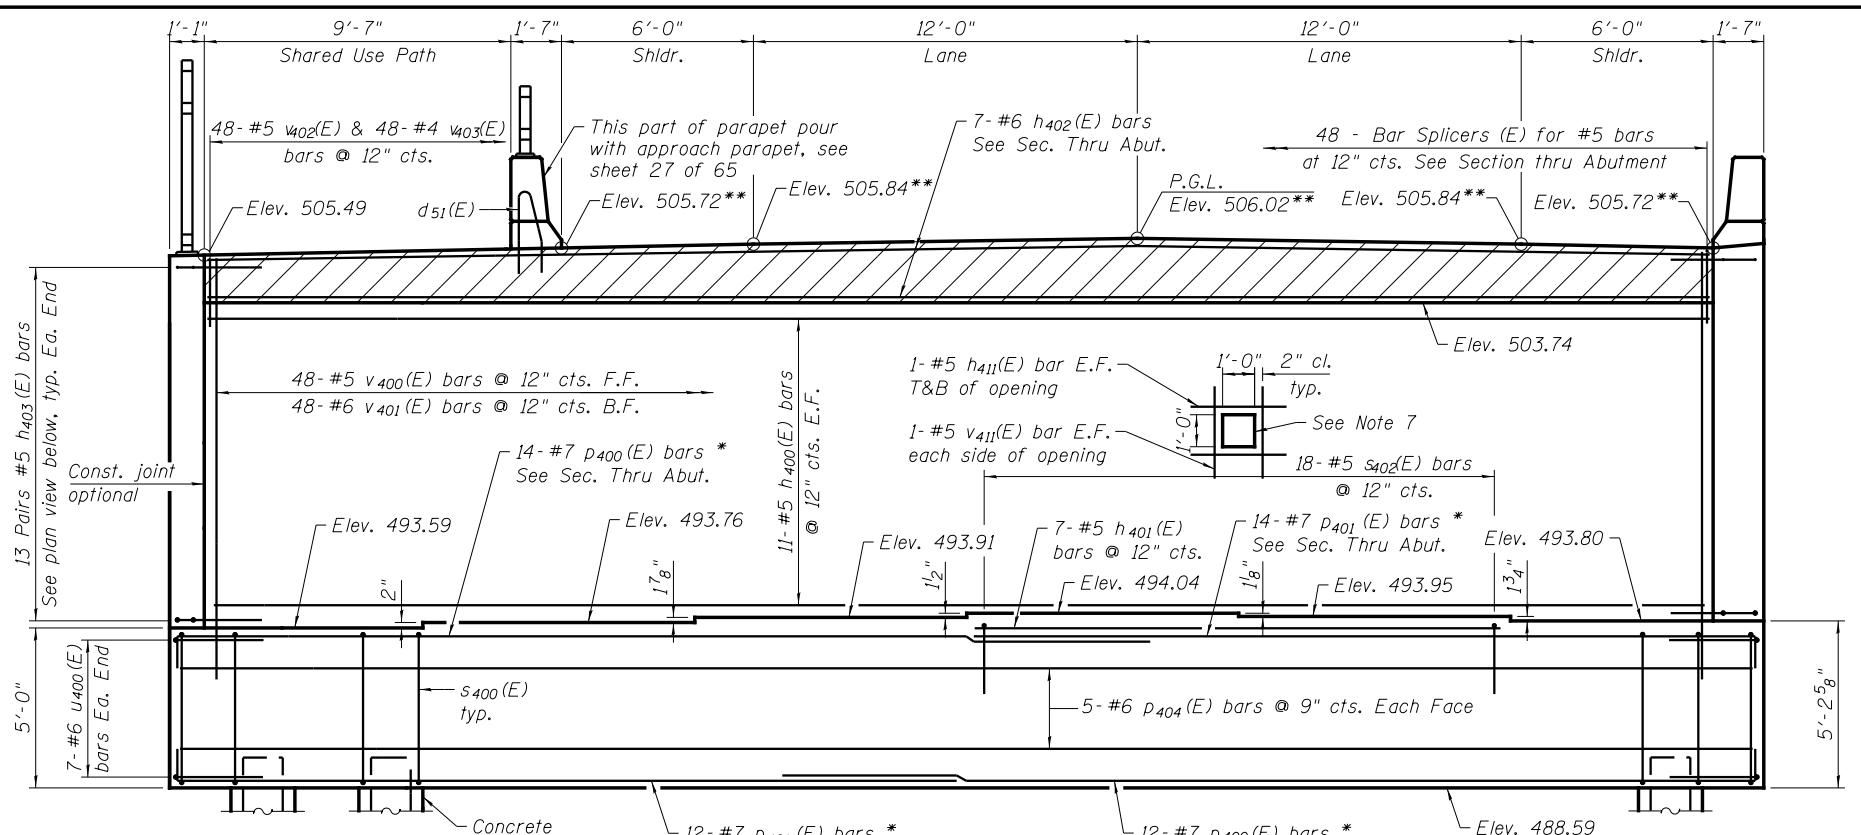 1'-1" 9'-7" 1'-7" 6'-0" 12'-0" 12'-0" 6'-0" 1'-7"
Shared Use Path Shldr. Lane Lane Shldr.
48-#5 v402(E) & 48-#4 v403(E)
bars @ 12" cts.
This part of parapet pour
with approach parapet, see
sheet 27 of 65
7-#6 h402(E) bars
See Sec. Thru Abut.
48 - Bar Splicers (E) for #5 bars
at 12" cts. See Section thru Abutment
Elev. 505.49
d51(E)
Elev. 505.72**
Elev. 505.84**
P.G.L.
Elev. 506.02**
Elev. 505.84**
Elev. 505.72**
13 Pairs #5 h403(E) bars
See plan view below, typ. Ea. End
Elev. 503.74
48-#5 v400(E) bars @ 12" cts. F.F.
48-#6 v401(E) bars @ 12" cts. B.F.
11-#5 h400(E) bars
@ 12" cts. E.F.
1-#5 h411(E) bar E.F.
T&B of opening
1'-0"
2" cl.
typ.
1'-0"
See Note 7
1-#5 v411(E) bar E.F.
each side of opening
14-#7 p400(E) bars *
See Sec. Thru Abut.
Const. joint
optional
18-#5 s402(E) bars
@ 12" cts.
Elev. 493.59
Elev. 493.76
Elev. 493.91
7-#5 h401(E)
bars @ 12" cts.
14-#7 p401(E) bars *
See Sec. Thru Abut.
Elev. 493.80
Elev. 494.04
Elev. 493.95
2"
1 7/8"
1 1/2"
1 1/8"
1 3/4"
5'-0"
7-#6 u400(E)
bars Ea. End
s400(E)
typ.
5-#6 p404(E) bars @ 9" cts. Each Face
5'-2 5/8"
Concrete
12-#7 (E) bars *
12-#7 (E) bars *
Elev. 488.59